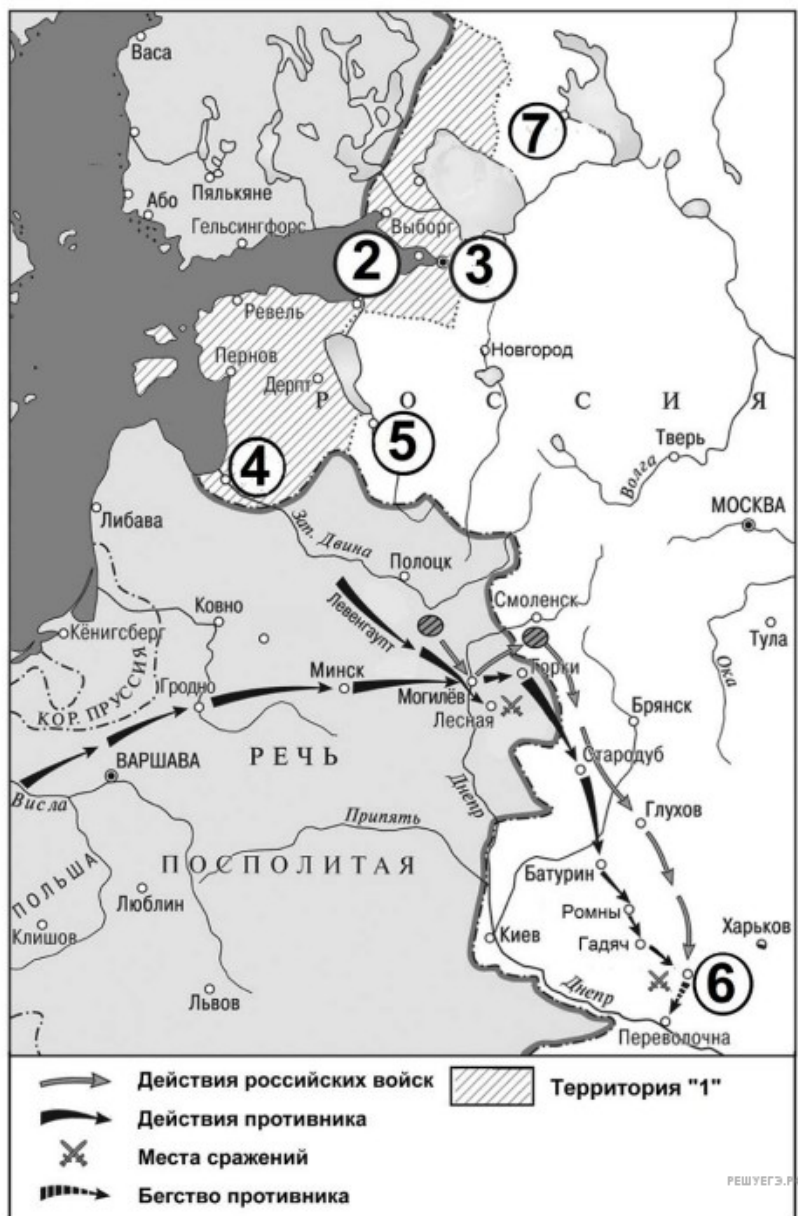 Васа
7
Пялькяне
Або
Гельсингфорс
Выборг
2
3
Ревель
Пернов
Дерпт
Новгород
РОССИЯ
4
5
Тверь
Волга
МОСКВА
Либава
Зап. Двина
Полоцк
Смоленск
Ковно
Кёнигсберг
Левенгаупт
Тула
Ока
КОР. ПРУССИЯ
Гродно
Минск
Могилёв
Горки
Лесная
Брянск
ВАРШАВА
РЕЧЬ
Стародуб
Висла
Днепр
Припять
Глухов
ПОСПОЛИТАЯ
Батурин
ПОЛЬША
Люблин
Ромны
Клишов
Киев
Гадяч
Харьков
6
Львов
Днепр
Переволочна
Действия российских войск
Территория "1"
Действия противника
Места сражений
Бегство противника